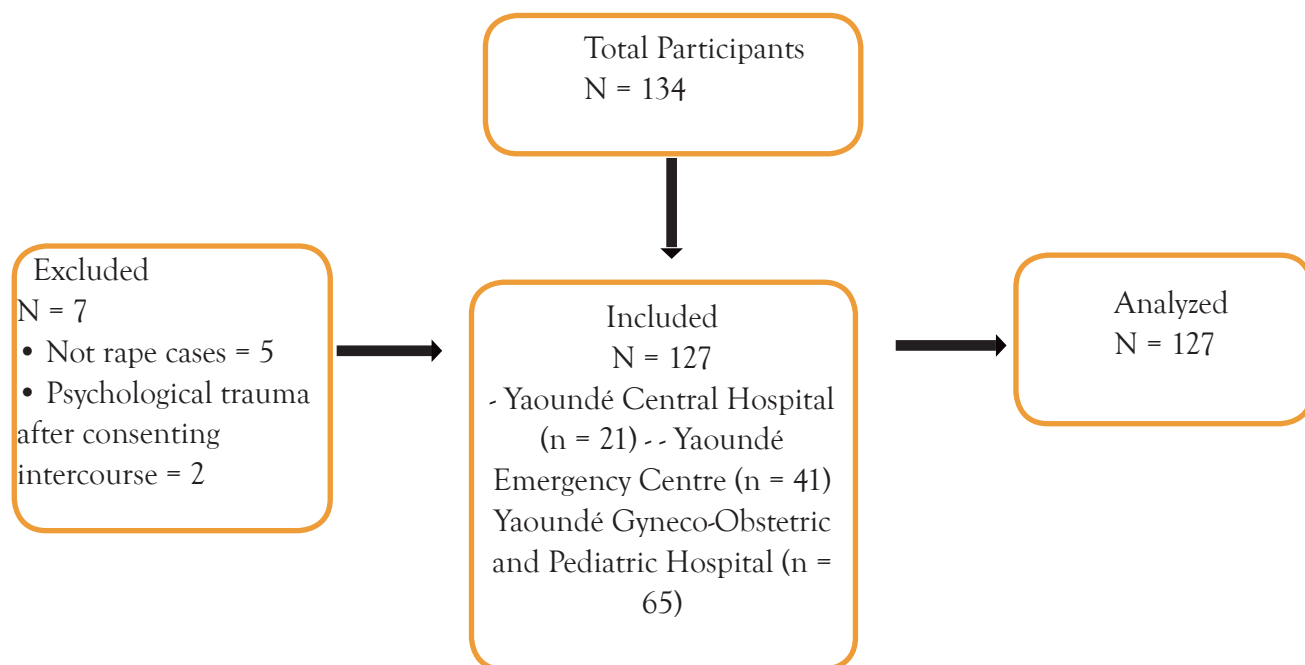 Total Participants
N = 134
Excluded
N = 7
• Not rape cases = 5
• Psychological trauma
after consenting
intercourse = 2
Included
N = 127
- Yaoundé Central Hospital
(n = 21) - - Yaoundé
Emergency Centre (n = 41)
Yaoundé Gyneco-Obstetric
and Pediatric Hospital (n =
65)
Analyzed
N = 127